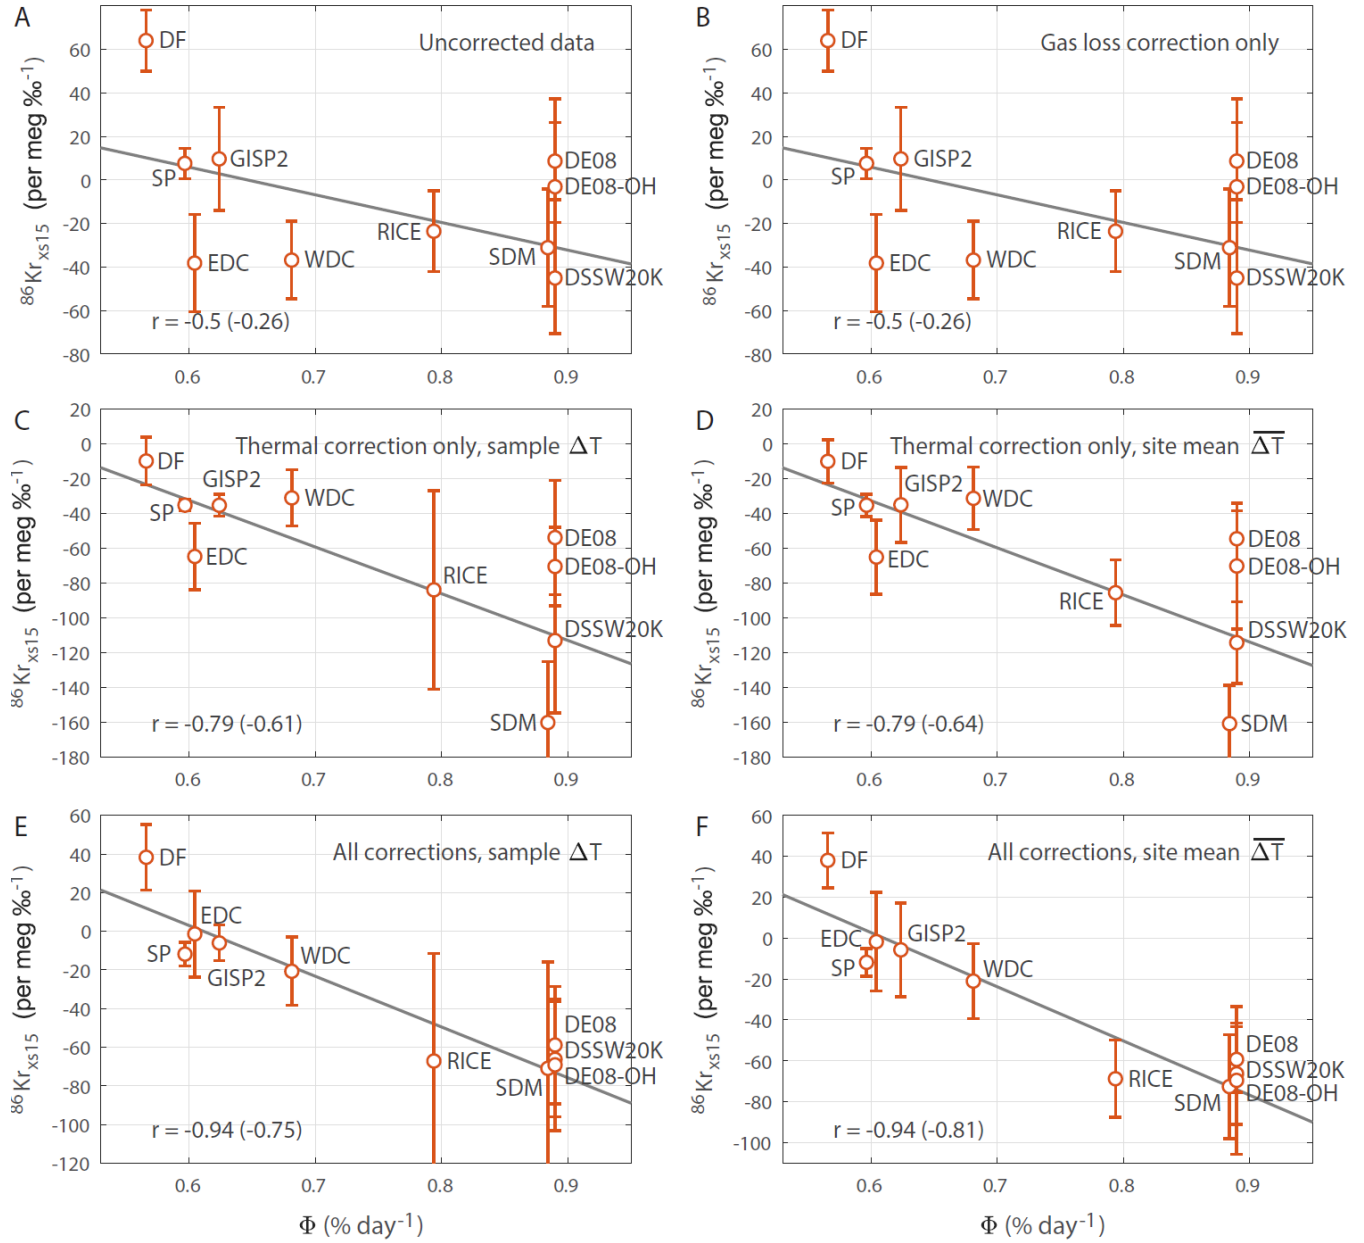 A
Uncorrected data
DF
SP
GISP2
EDC
WDC
RICE
SDM
DE08
DE08-OH
DSSW20K
r = -0.5 (-0.26)
⁸⁶Krₓₛ₁₅ (per meg ‰⁻¹)
60
40
20
0
-20
-40
-60
-80
0.6
0.7
0.8
0.9
B
Gas loss correction only
DF
SP
GISP2
EDC
WDC
RICE
SDM
DE08
DE08-OH
DSSW20K
r = -0.5 (-0.26)
⁸⁶Krₓₛ₁₅ (per meg ‰⁻¹)
60
40
20
0
-20
-40
-60
-80
0.6
0.7
0.8
0.9
C
Thermal correction only, sample ΔT
DF
GISP2
SP
WDC
EDC
RICE
DE08
DE08-OH
DSSW20K
SDM
r = -0.79 (-0.61)
⁸⁶Krₓₛ₁₅ (per meg ‰⁻¹)
20
0
-20
-40
-60
-80
-100
-120
-140
-160
-180
0.6
0.7
0.8
0.9
D
Thermal correction only, site mean Δ̅T̅
DF
GISP2
SP
WDC
EDC
RICE
DE08
DE08-OH
DSSW20K
SDM
r = -0.79 (-0.64)
⁸⁶Krₓₛ₁₅ (per meg ‰⁻¹)
20
0
-20
-40
-60
-80
-100
-120
-140
-160
-180
0.6
0.7
0.8
0.9
E
All corrections, sample ΔT
DF
EDC
SP
GISP2
WDC
RICE
SDM
DE08
DSSW20K
DE08-OH
r = -0.94 (-0.75)
⁸⁶Krₓₛ₁₅ (per meg ‰⁻¹)
60
40
20
0
-20
-40
-60
-80
-100
-120
0.6
0.7
0.8
0.9
Φ (% day⁻¹)
F
All corrections, site mean Δ̅T̅
DF
EDC
GISP2
SP
WDC
RICE
SDM
DE08
DSSW20K
DE08-OH
r = -0.94 (-0.81)
⁸⁶Krₓₛ₁₅ (per meg ‰⁻¹)
60
40
20
0
-20
-40
-60
-80
-100
0.6
0.7
0.8
0.9
Φ (% day⁻¹)